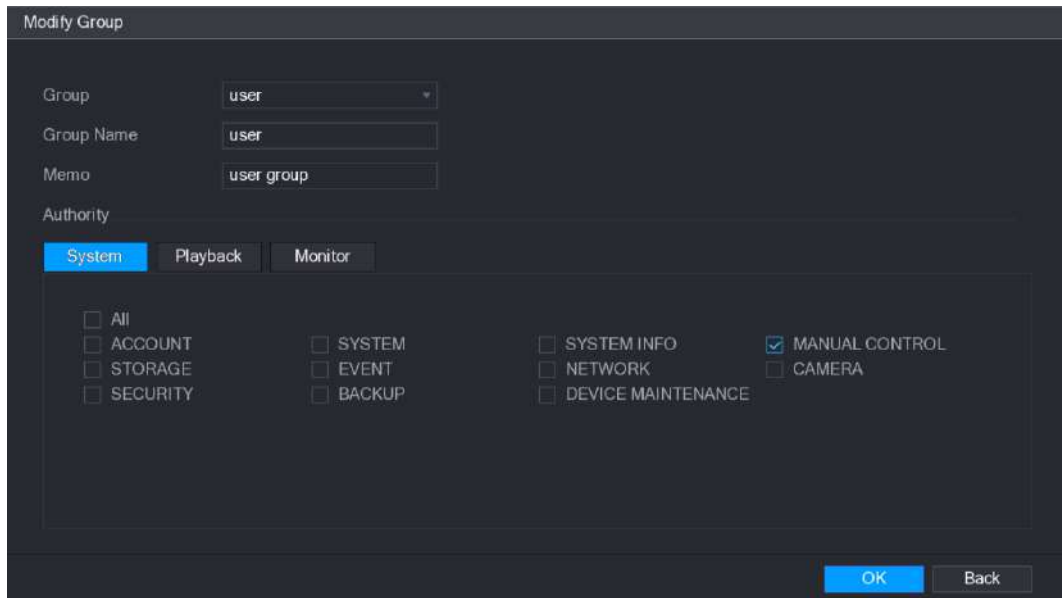 Modify Group
Group user
Group Name user
Memo user group
Authority
System Playback Monitor
All
ACCOUNT SYSTEM SYSTEM INFO MANUAL CONTROL
STORAGE EVENT NETWORK CAMERA
SECURITY BACKUP DEVICE MAINTENANCE
OK Back